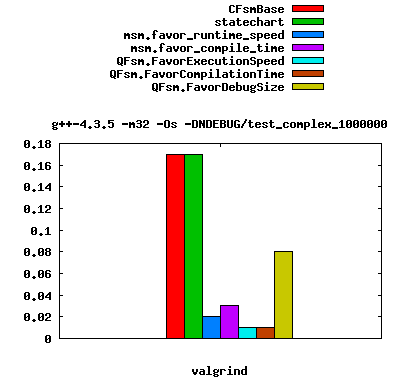 CFsmBase
statechart
msm.favor_runtime_speed
msm.favor_compile_time
QFsm.FavorExecutionSpeed
QFsm.FavorCompilationTime
QFsm.FavorDebugSize
g++-4.3.5 -m32 -Os -DNDEBUG/test_complex_1000000
0.18
0.16
0.14
0.12
0.1
0.08
0.06
0.04
0.02
0
valgrind